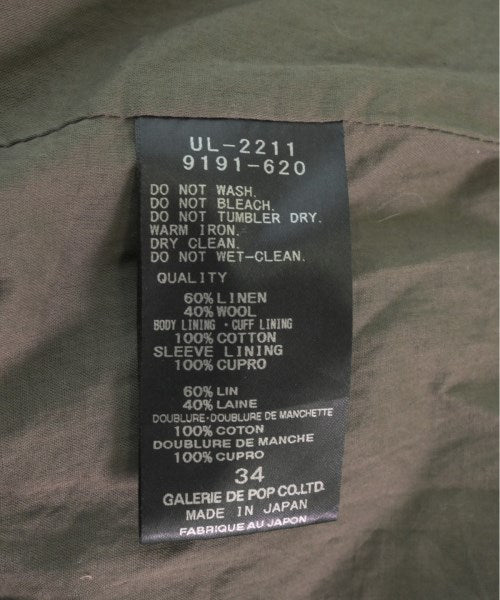 UL-2211
9191-620
DO NOT WASH.
DO NOT BLEACH.
DO NOT TUMBLER DRY.
WARM IRON.
DRY CLEAN.
DO NOT WET-CLEAN.
QUALITY
60% LINEN
40% WOOL
BODY LINING・CUFF LINING
100% COTTON
SLEEVE LINING
100% CUPRO
60% LIN
40% LAINE
DOUBLURE・DOUBLURE DE MANCHETTE
100% COTON
DOUBLURE DE MANCHE
100% CUPRO
34
GALERIE DE POP CO.LTD.
MADE IN JAPAN
FABRIQUE AU JAPON